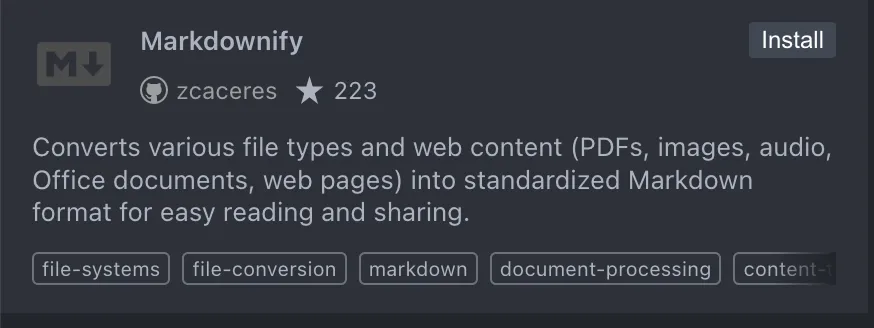 Markdownify
Install
M
zcaceres ★ 223
Converts various file types and web content (PDFs, images, audio,
Office documents, web pages) into standardized Markdown
format for easy reading and sharing.
file-systems file-conversion markdown document-processing content-